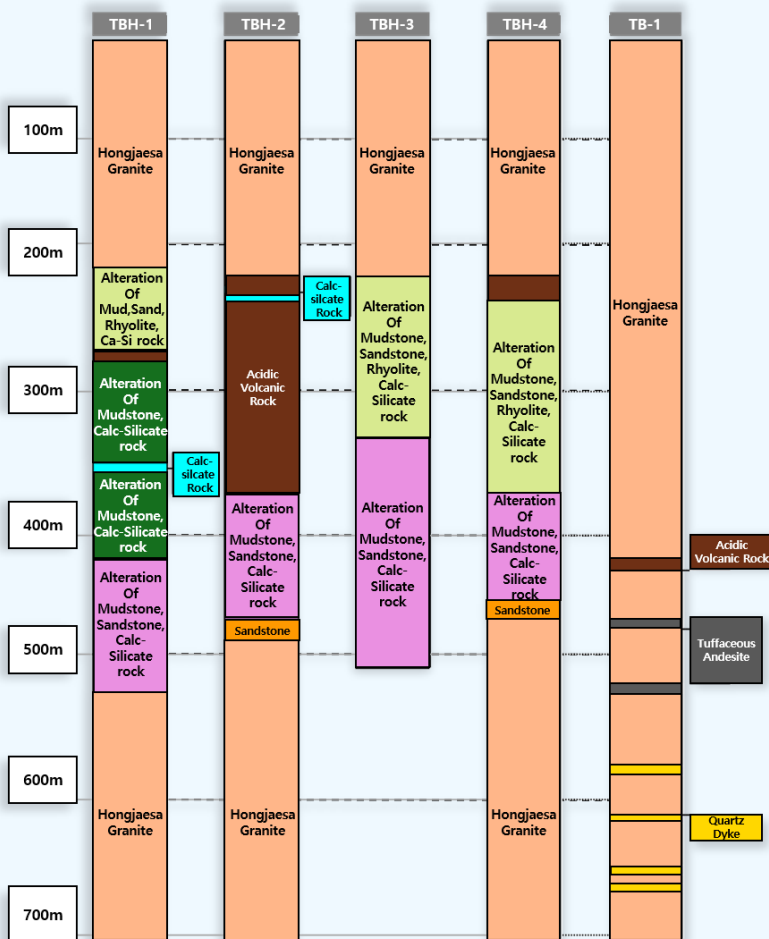 TBH-1
TBH-2
TBH-3
TBH-4
TB-1
100m
200m
300m
400m
500m
600m
700m
Hongjaesa
Granite
Alteration
Of
Mud,Sand,
Rhyolite,
Ca-Si rock
Alteration
Of
Mudstone,
Calc-Silicate
rock
Calc-
silcate
Rock
Alteration
Of
Mudstone,
Calc-Silicate
rock
Alteration
Of
Mudstone,
Sandstone,
Calc-
Silicate
rock
Hongjaesa
Granite
Hongjaesa
Granite
Calc-
silcate
Rock
Acidic
Volcanic
Rock
Alteration
Of
Mudstone,
Sandstone,
Calc-
Silicate
rock
Sandstone
Hongjaesa
Granite
Hongjaesa
Granite
Alteration
Of
Mudstone,
Sandstone,
Rhyolite,
Calc-
Silicate
rock
Alteration
Of
Mudstone,
Sandstone,
Calc-
Silicate
rock
Hongjaesa
Granite
Alteration
Of
Mudstone,
Sandstone,
Rhyolite,
Calc-
Silicate
rock
Alteration
Of
Mudstone,
Sandstone,
Calc-
Silicate
rock
Sandstone
Hongjaesa
Granite
Hongjaesa
Granite
Acidic
Volcanic Rock
Tuffaceous
Andesite
Quartz
Dyke